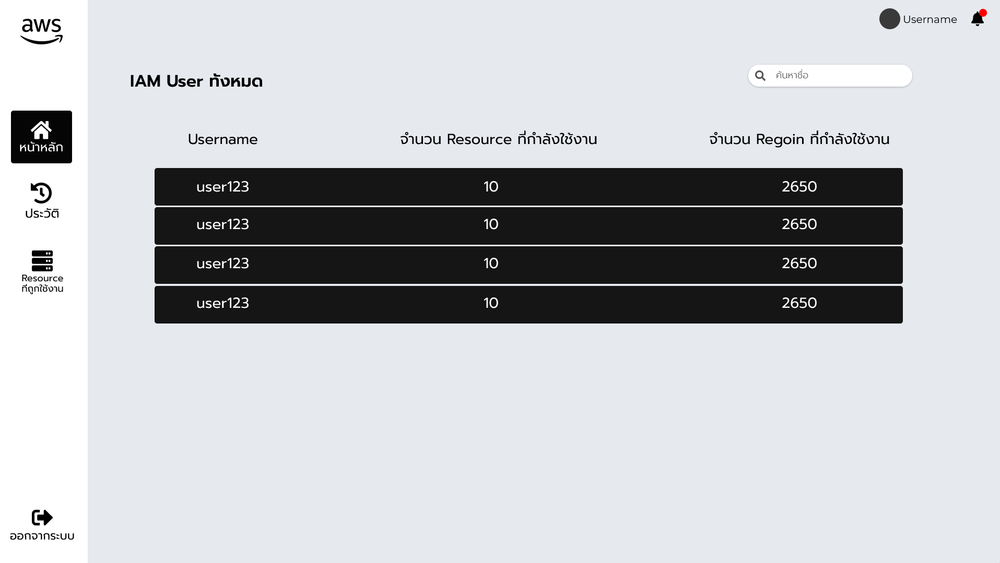 aws
Username
IAM User ทั้งหมด
ค้นหาชื่อ
หน้าหลัก
ประวัติ
Resource
ที่ถูกใช้งาน
ออกจากระบบ
Username จำนวน Resource ที่กำลังใช้งาน จำนวน Regoin ที่กำลังใช้งาน
user123 10 2650
user123 10 2650
user123 10 2650
user123 10 2650